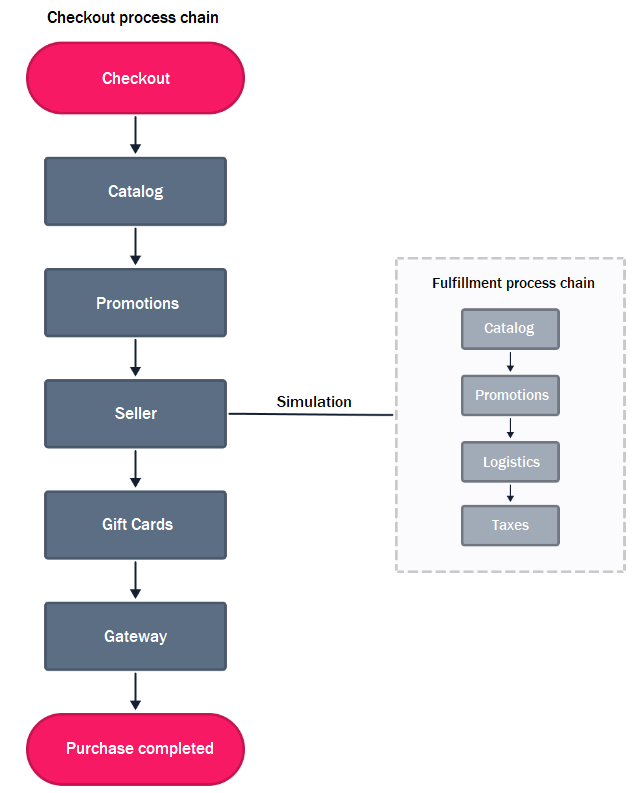 Checkout process chain
Checkout
Catalog
Promotions
Seller
Gift Cards
Gateway
Purchase completed
Simulation
Fulfillment process chain
Catalog
Promotions
Logistics
Taxes